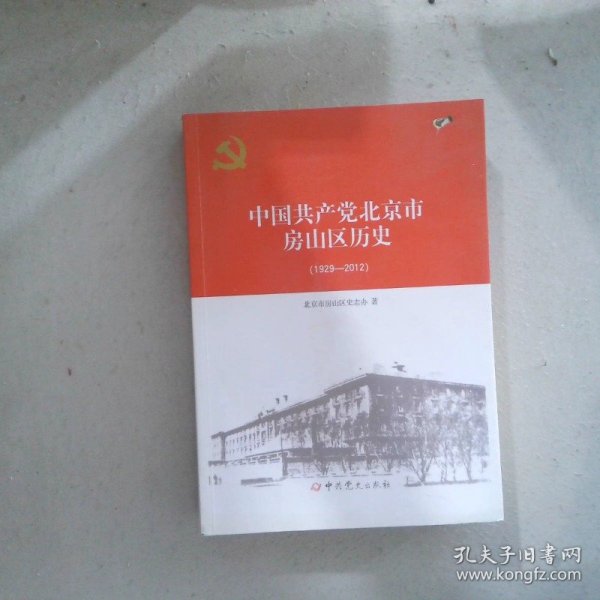 中国共产党北京市
房山区历史
(1929—2012)
北京市房山区史志办 著
中共党史出版社
孔夫子旧书网
www.kongfz.com